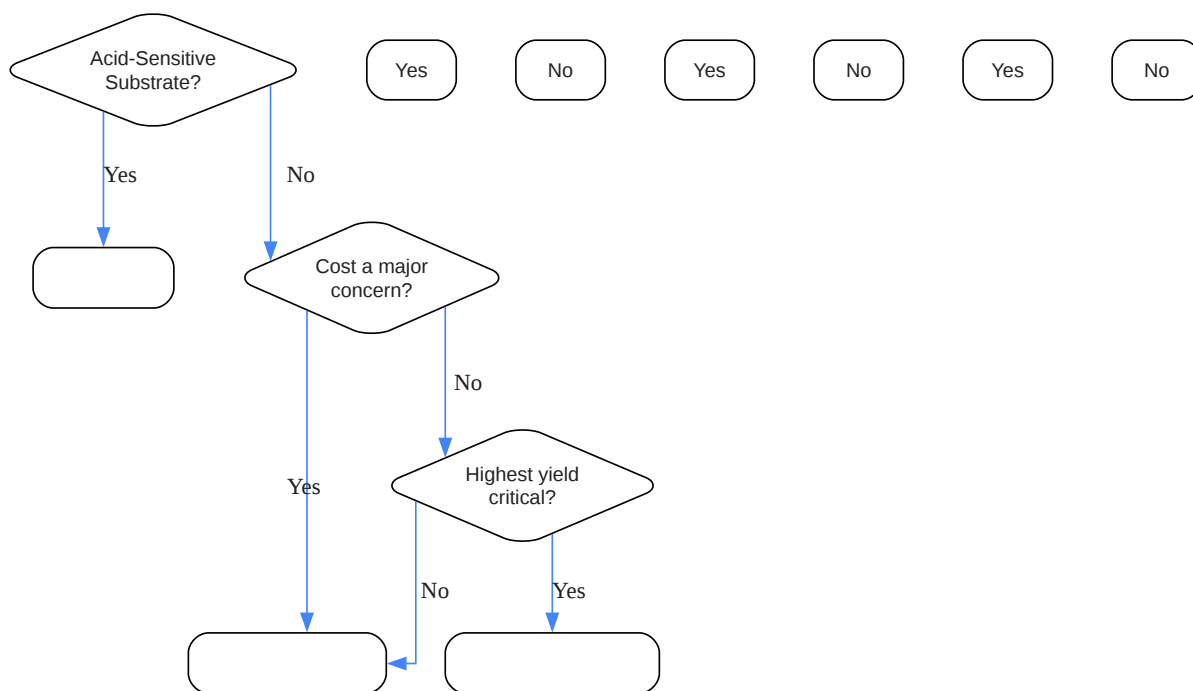 Acid-Sensitive
Substrate?
Yes
No
Yes
No
Yes
No
Yes
No
Cost a major
concern?
No
Highest yield
critical?
Yes
No
Yes